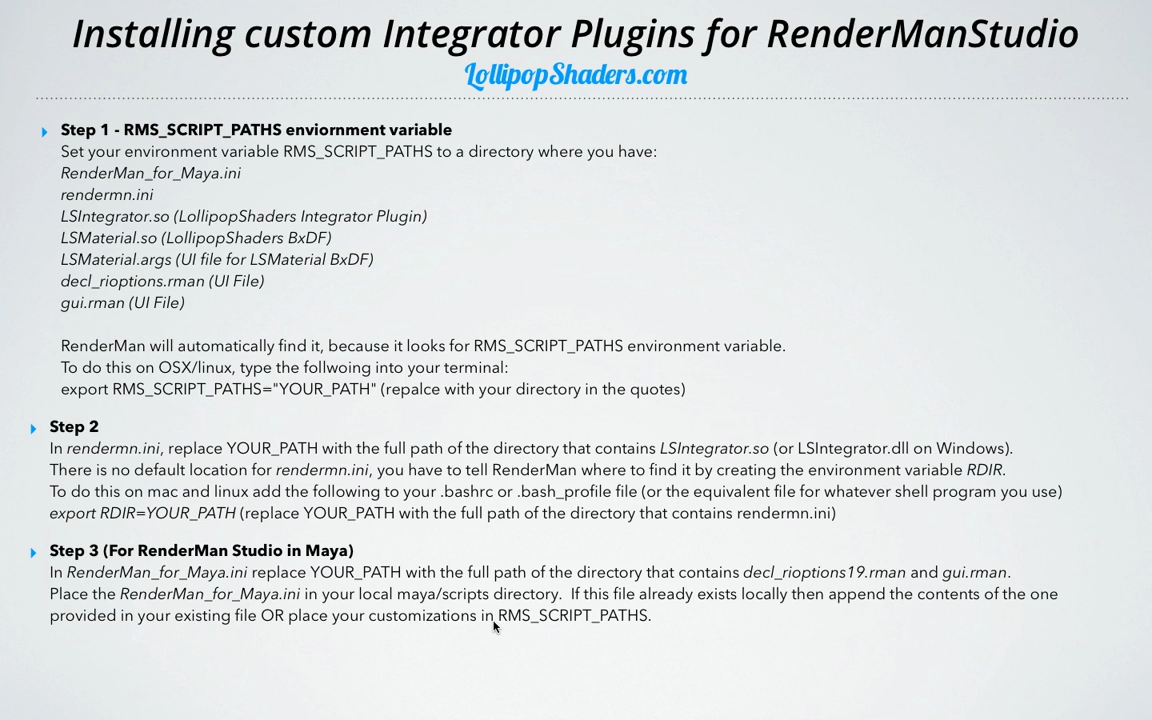 Installing custom Integrator Plugins for RenderManStudio
LollipopShaders.com
Step 1 - RMS_SCRIPT_PATHS enviornment variable
Set your environment variable RMS_SCRIPT_PATHS to a directory where you have:
RenderMan_for_Maya.ini
rendermn.ini
LSIntegrator.so (LollipopShaders Integrator Plugin)
LSMaterial.so (LollipopShaders BxDF)
LSMaterial.args (UI file for LSMaterial BxDF)
decl_rioptions.rman (UI File)
gui.rman (UI File)
RenderMan will automatically find it, because it looks for RMS_SCRIPT_PATHS environment variable.
To do this on OSX/linux, type the follwoing into your terminal:
export RMS_SCRIPT_PATHS="YOUR_PATH" (repalce with your directory in the quotes)
Step 2
In rendermn.ini, replace YOUR_PATH with the full path of the directory that contains LSIntegrator.so (or LSIntegrator.dll on Windows).
There is no default location for rendermn.ini, you have to tell RenderMan where to find it by creating the environment variable RDIR.
To do this on mac and linux add the following to your .bashrc or .bash_profile file (or the equivalent file for whatever shell program you use)
export RDIR=YOUR_PATH (replace YOUR_PATH with the full path of the directory that contains rendermn.ini)
Step 3 (For RenderMan Studio in Maya)
In RenderMan_for_Maya.ini replace YOUR_PATH with the full path of the directory that contains decl_rioptions19.rman and gui.rman.
Place the RenderMan_for_Maya.ini in your local maya/scripts directory.  If this file already exists locally then append the contents of the one
provided in your existing file OR place your customizations in RMS_SCRIPT_PATHS.